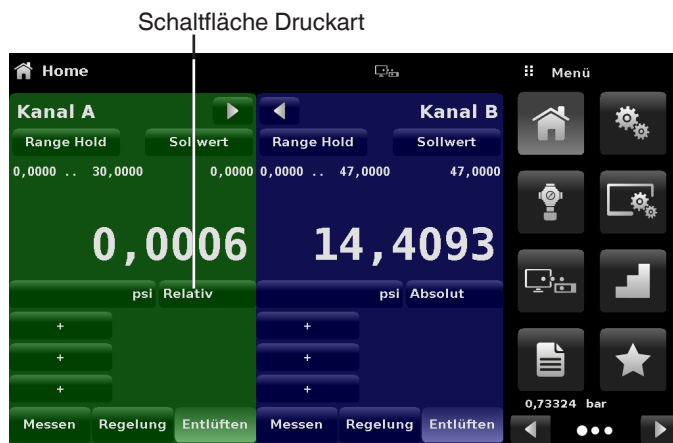 Schaltfläche Druckart
Home
Menü
Kanal A
Kanal B
Range Hold
Sollwert
Range Hold
Sollwert
0,0000 .. 30,0000
0,0000
0,0000 .. 47,0000
47,0000
0,0006
14,4093
psi
Relativ
psi
Absolut
+
+
+
+
+
+
0,73324 bar
Messen
Regelung
Entlüften
Messen
Regelung
Entlüften